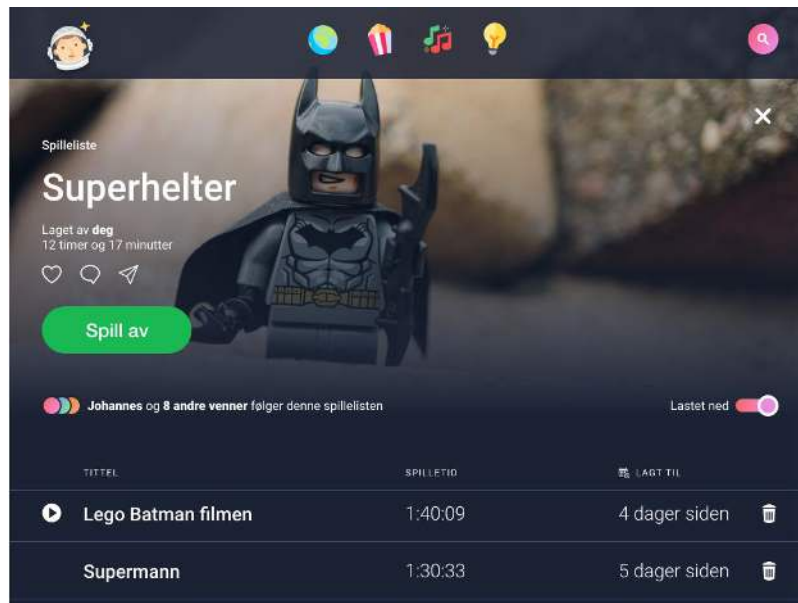 Spilleliste
Superhelter
Laget av deg
12 timer og 17 minutter
Spill av
Johannes og 8 andre venner følger denne spillelisten
Lastet ned
TITTEL SPILLETID LAGT TIL
Lego Batman filmen 1:40:09 4 dager siden
Supermann 1:30:33 5 dager siden